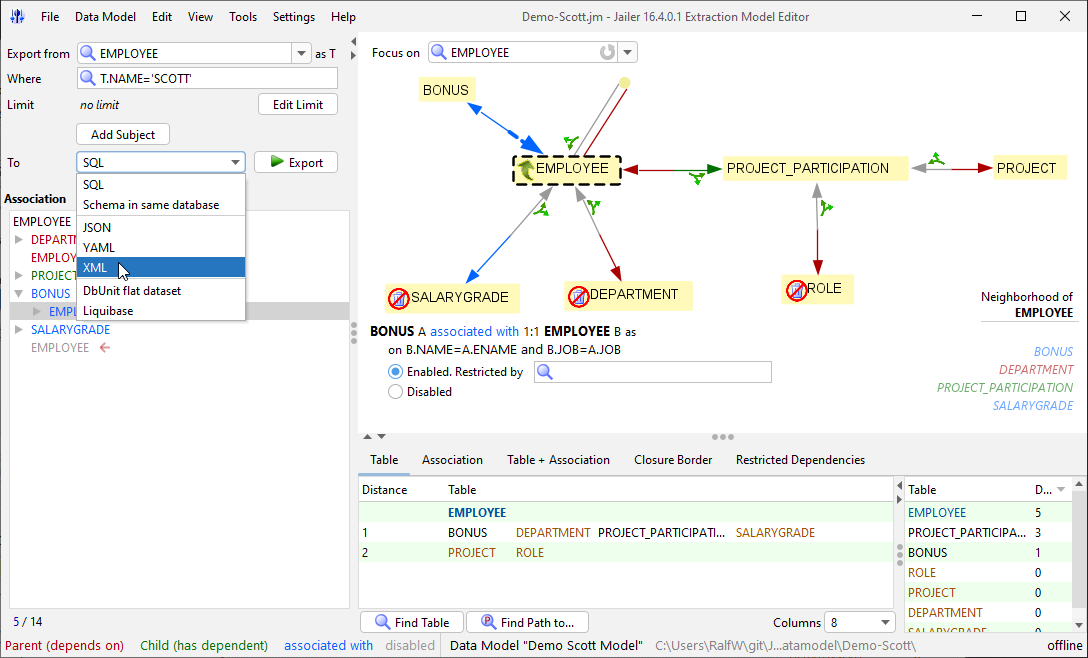 Demo-Scott.jm - Jailer 16.4.0.1 Extraction Model Editor
File Data Model Edit View Tools Settings Help
Export from EMPLOYEE as T
Where T.NAME='SCOTT'
Limit no limit Edit Limit
Add Subject
To SQL Export
SQL
Schema in same database
JSON
YAML
XML
DbUnit flat dataset
Liquibase
Association
EMPLOYEE
DEPARTM
EMPLOY
PROJECT
BONUS
EMPL
SALARYGRADE
EMPLOYEE
5 / 14
Focus on EMPLOYEE
BONUS
EMPLOYEE
PROJECT_PARTICIPATION
PROJECT
SALARYGRADE
DEPARTMENT
ROLE
Neighborhood of
EMPLOYEE
BONUS
DEPARTMENT
PROJECT_PARTICIPATION
SALARYGRADE
BONUS A associated with 1:1 EMPLOYEE B as
on B.NAME=A.ENAME and B.JOB=A.JOB
Enabled. Restricted by
Disabled
Table Association Table + Association Closure Border Restricted Dependencies
Distance Table
EMPLOYEE
1 BONUS DEPARTMENT PROJECT_PARTICIPATI... SALARYGRADE
2 PROJECT ROLE
Table D...
EMPLOYEE 5
PROJECT_PARTICIPA... 3
BONUS 1
ROLE 0
PROJECT 0
DEPARTMENT 0
SALARYGRADE 0
Find Table P Find Path to... Columns 8
Parent (depends on) Child (has dependent) associated with disabled Data Model "Demo Scott Model" C:\Users\RalfW\git\J...atamodel\Demo-Scott\ offline